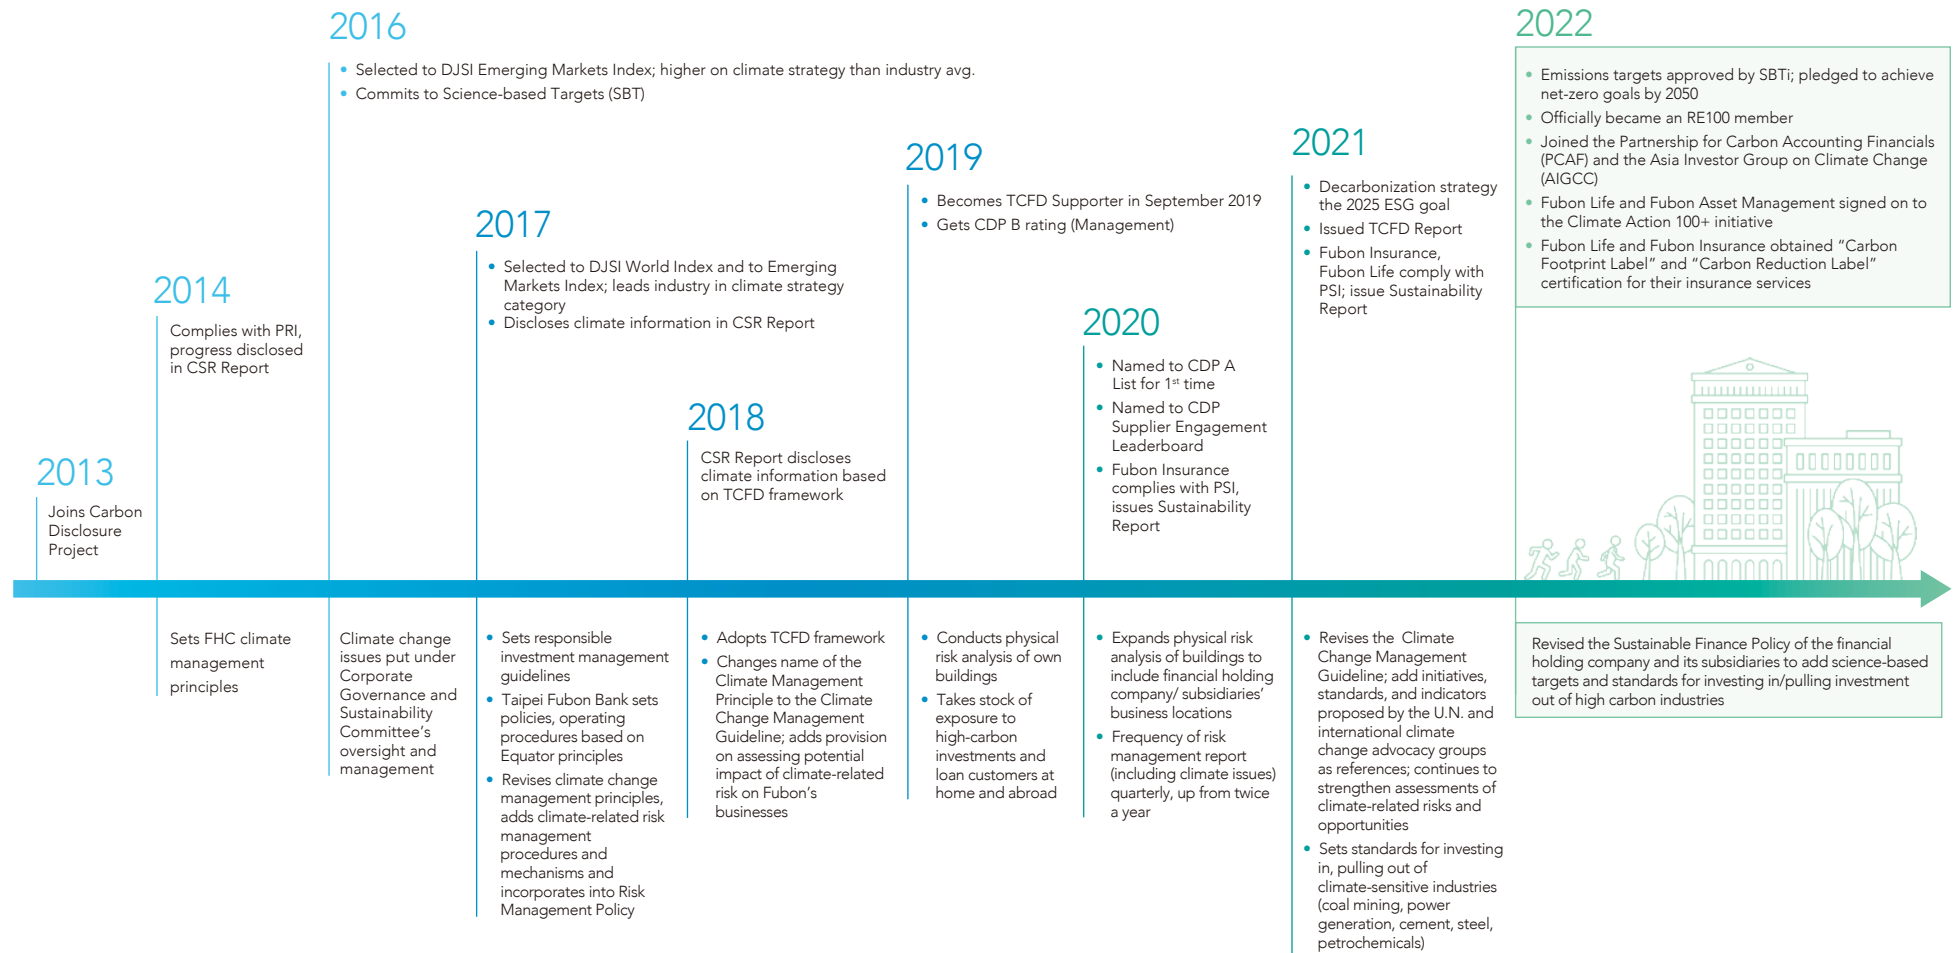 2013
Joins Carbon
Disclosure
Project
2014
Complies with PRI,
progress disclosed
in CSR Report
Sets FHC climate
management
principles
2016
• Selected to DJSI Emerging Markets Index; higher on climate strategy than industry avg.
• Commits to Science-based Targets (SBT)
Climate change
issues put under
Corporate
Governance and
Sustainability
Committee's
oversight and
management
2017
• Selected to DJSI World Index and to Emerging
Markets Index; leads industry in climate strategy
category
• Discloses climate information in CSR Report
• Sets responsible
investment management
guidelines
• Taipei Fubon Bank sets
policies, operating
procedures based on
Equator principles
• Revises climate change
management principles,
adds climate-related risk
management
procedures and
mechanisms and
incorporates into Risk
Management Policy
2018
CSR Report discloses
climate information based
on TCFD framework
• Adopts TCFD framework
• Changes name of the
Climate Management
Principle to the Climate
Change Management
Guideline; adds provision
on assessing potential
impact of climate-related
risk on Fubon's
businesses
2019
• Becomes TCFD Supporter in September 2019
• Gets CDP B rating (Management)
• Conducts physical
risk analysis of own
buildings
• Takes stock of
exposure to
high-carbon
investments and
loan customers at
home and abroad
2020
• Named to CDP A
List for 1st time
• Named to CDP
Supplier Engagement
Leaderboard
• Fubon Insurance
complies with PSI,
issues Sustainability
Report
• Expands physical risk
analysis of buildings to
include financial holding
company/ subsidiaries'
business locations
• Frequency of risk
management report
(including climate issues)
quarterly, up from twice
a year
2021
• Decarbonization strategy
the 2025 ESG goal
• Issued TCFD Report
• Fubon Insurance,
Fubon Life comply with
PSI; issue Sustainability
Report
• Revises the Climate
Change Management
Guideline; add initiatives,
standards, and indicators
proposed by the U.N. and
international climate
change advocacy groups
as references; continues to
strengthen assessments of
climate-related risks and
opportunities
• Sets standards for investing
in, pulling out of
climate-sensitive industries
(coal mining, power
generation, cement, steel,
petrochemicals)
2022
• Emissions targets approved by SBTi; pledged to achieve
net-zero goals by 2050
• Officially became an RE100 member
• Joined the Partnership for Carbon Accounting Financials
(PCAF) and the Asia Investor Group on Climate Change
(AIGCC)
• Fubon Life and Fubon Asset Management signed on to
the Climate Action 100+ initiative
• Fubon Life and Fubon Insurance obtained “Carbon
Footprint Label” and “Carbon Reduction Label”
certification for their insurance services
Revised the Sustainable Finance Policy of the financial
holding company and its subsidiaries to add science-based
targets and standards for investing in/pulling investment
out of high carbon industries